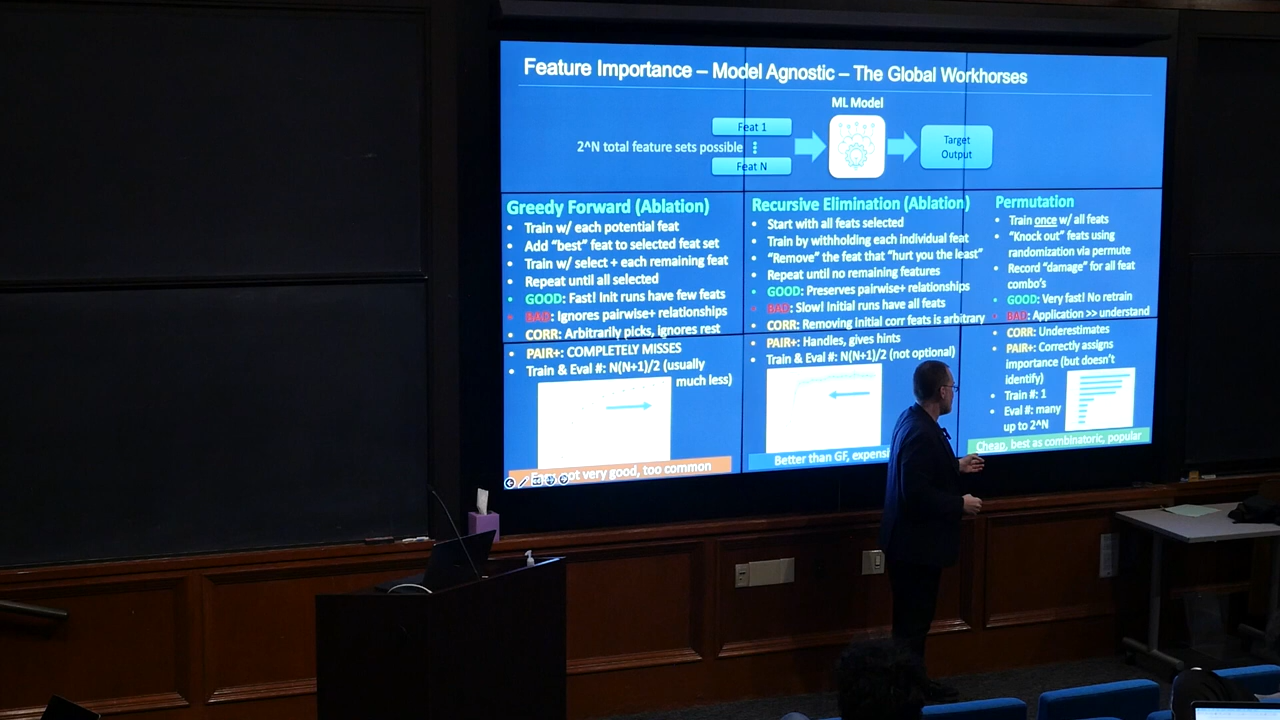 Feature Importance – Model Agnostic – The Global Workhorses
ML Model
Feat 1
2^N total feature sets possible
Feat N
Target
Output
Greedy Forward (Ablation)
• Train w/ each potential feat
• Add "best" feat to selected feat set
• Train w/ select + each remaining feat
• Repeat until all selected
• GOOD: Fast! Init runs have few feats
• BAD: Ignores pairwise+ relationships
• CORR: Arbitrarily picks, ignores rest
• PAIR+: COMPLETELY MISSES
• Train & Eval #: N(N+1)/2 (usually
much less)
not very good, too common
Recursive Elimination (Ablation)
• Start with all feats selected
• Train by withholding each individual feat
• "Remove" the feat that "hurt you the least"
• Repeat until no remaining features
• GOOD: Preserves pairwise+ relationships
• BAD: Slow! Initial runs have all feats
• CORR: Removing initial corr feats is arbitrary
• PAIR+: Handles, gives hints
• Train & Eval #: N(N+1)/2 (not optional)
Better than GF,
Permutation
• Train once w/ all feats
• "Knock out" feats using
randomization via permute
• Record "damage" for all feat
combo's
• GOOD: Very fast! No retrain
• BAD: Application >> understand
• CORR: Underestimates
• PAIR+: Correctly assigns
importance (but doesn't
identify)
• Train #: 1
• Eval #: many
up to 2^N
Cheap, best as combinatoric, popular